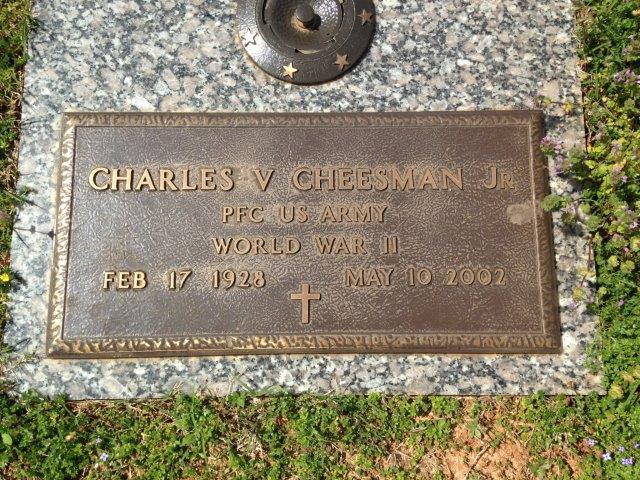 CHARLES V CHEESMAN JR
PFC US ARMY
WORLD WAR II
FEB 17 1928 MAY 10 2002